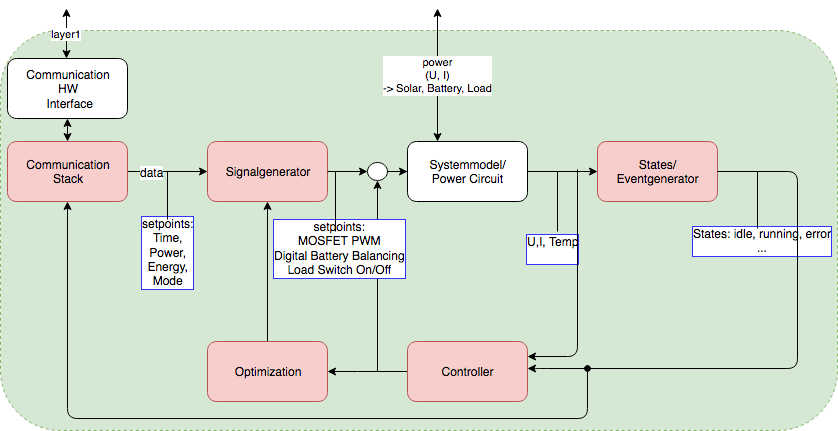 layer1
Communication
HW
Interface
power
(U, I)
-> Solar, Battery, Load
Communication
Stack
data
Signalgenerator
Systemmodel/
Power Circuit
States/
Eventgenerator
setpoints:
Time,
Power,
Energy,
Mode
setpoints:
MOSFET PWM
Digital Battery Balancing
Load Switch On/Off
U,I, Temp
States: idle, running, error
...
Optimization
Controller